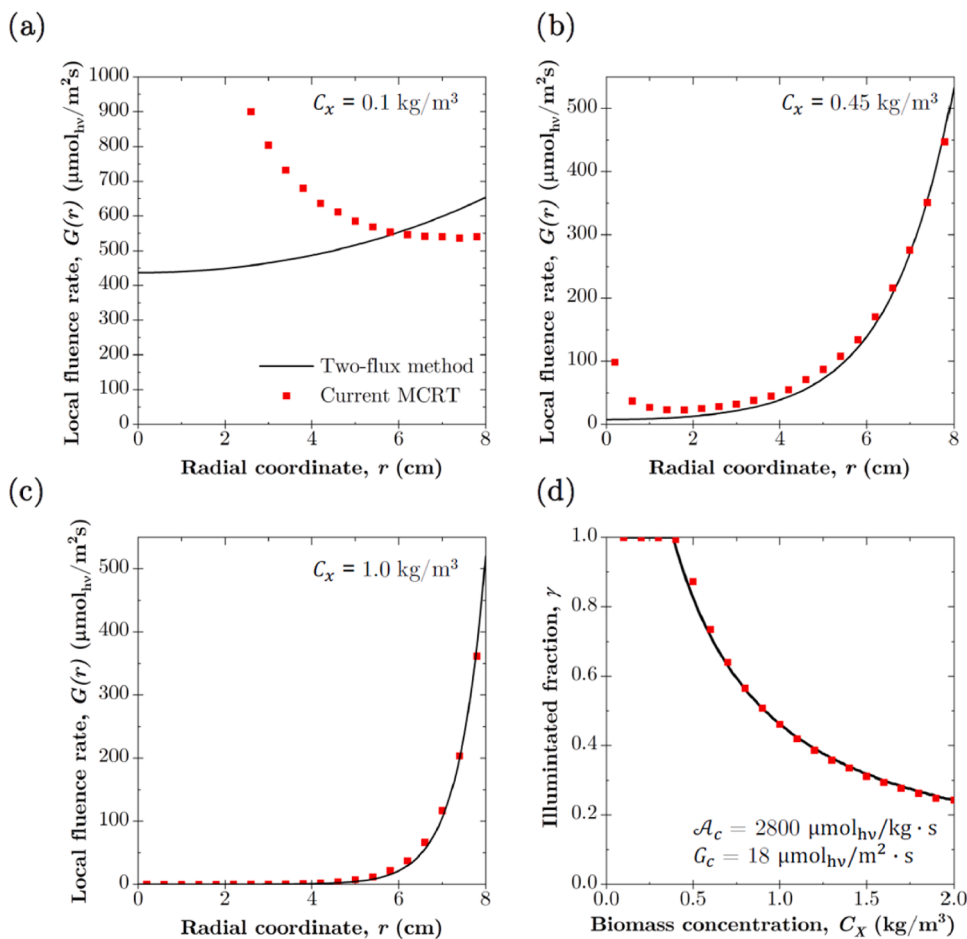 (a)
Local fluence rate, G(r) (μmol_hν/m²s)
1000
900
800
700
600
500
400
300
200
100
0
C_x = 0.1 kg/m³
Two-flux method
Current MCRT
0 2 4 6 8
Radial coordinate, r (cm)
(b)
Local fluence rate, G(r) (μmol_hν/m²s)
500
400
300
200
100
0
C_x = 0.45 kg/m³
0 2 4 6 8
Radial coordinate, r (cm)
(c)
Local fluence rate, G(r) (μmol_hν/m²s)
500
400
300
200
100
0
C_x = 1.0 kg/m³
0 2 4 6 8
Radial coordinate, r (cm)
(d)
Illumintated fraction, γ
1.0
0.8
0.6
0.4
0.2
0
𝒜_c = 2800 μmol_hν/kg · s
G_c = 18 μmol_hν/m² · s
0 0.5 1.0 1.5 2.0
Biomass concentration, C_X (kg/m³)